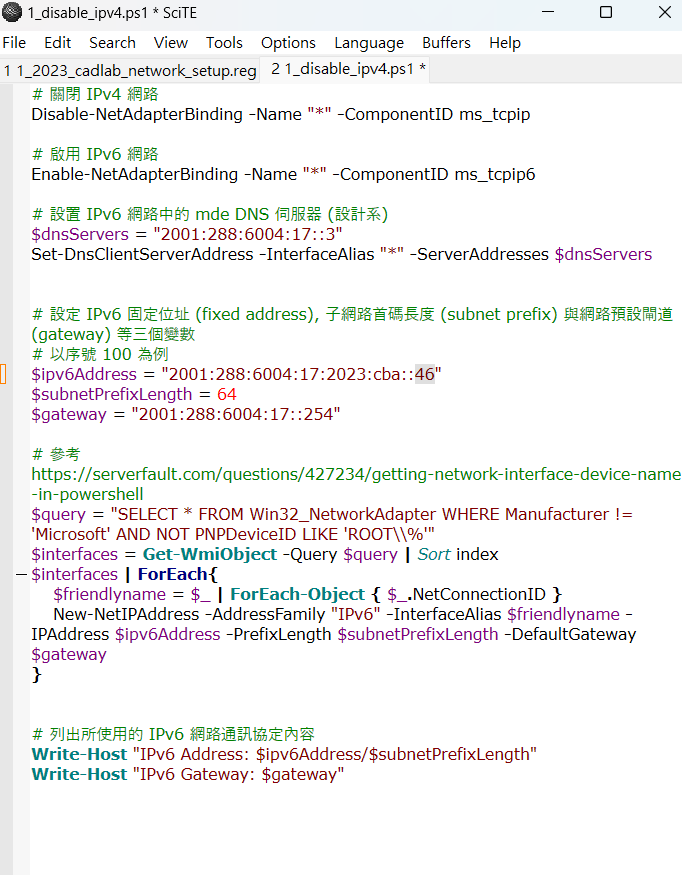 1_disable_ipv4.ps1 * SciTE
File Edit Search View Tools Options Language Buffers Help
1 1_2023_cadlab_network_setup.reg 2 1_disable_ipv4.ps1 *
# 關閉 IPv4 網路
Disable-NetAdapterBinding -Name "*" -ComponentID ms_tcpip
# 啟用 IPv6 網路
Enable-NetAdapterBinding -Name "*" -ComponentID ms_tcpip6
# 設置 IPv6 網路中的 mde DNS 伺服器 (設計系)
$dnsServers = "2001:288:6004:17::3"
Set-DnsClientServerAddress -InterfaceAlias "*" -ServerAddresses $dnsServers
# 設定 IPv6 固定位址 (fixed address), 子網路首碼長度 (subnet prefix) 與網路預設閘道
(gateway) 等三個變數
# 以序號 100 為例
$ipv6Address = "2001:288:6004:17:2023:cba::46"
$subnetPrefixLength = 64
$gateway = "2001:288:6004:17::254"
# 參考
https://serverfault.com/questions/427234/getting-network-interface-device-name
-in-powershell
$query = "SELECT * FROM Win32_NetworkAdapter WHERE Manufacturer !=
'Microsoft' AND NOT PNPDeviceID LIKE 'ROOT\\%'"
$interfaces = Get-WmiObject -Query $query | Sort index
$interfaces | ForEach{
$friendlyname = $_ | ForEach-Object { $_.NetConnectionID }
New-NetIPAddress -AddressFamily "IPv6" -InterfaceAlias $friendlyname -
IPAddress $ipv6Address -PrefixLength $subnetPrefixLength -DefaultGateway
$gateway
}
# 列出所使用的 IPv6 網路通訊協定內容
Write-Host "IPv6 Address: $ipv6Address/$subnetPrefixLength"
Write-Host "IPv6 Gateway: $gateway"